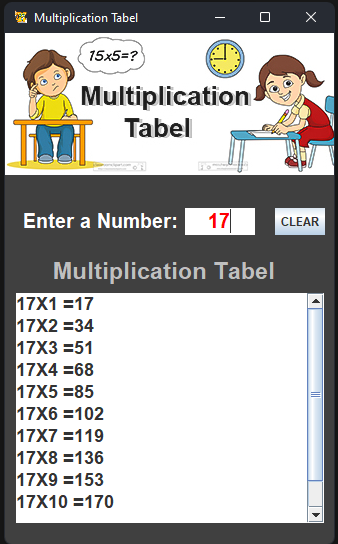 Multiplication Tabel
15x5=?
Multiplication
Tabel
Enter a Number: 17 CLEAR
Multiplication Tabel
17X1 =17
17X2 =34
17X3 =51
17X4 =68
17X5 =85
17X6 =102
17X7 =119
17X8 =136
17X9 =153
17X10 =170